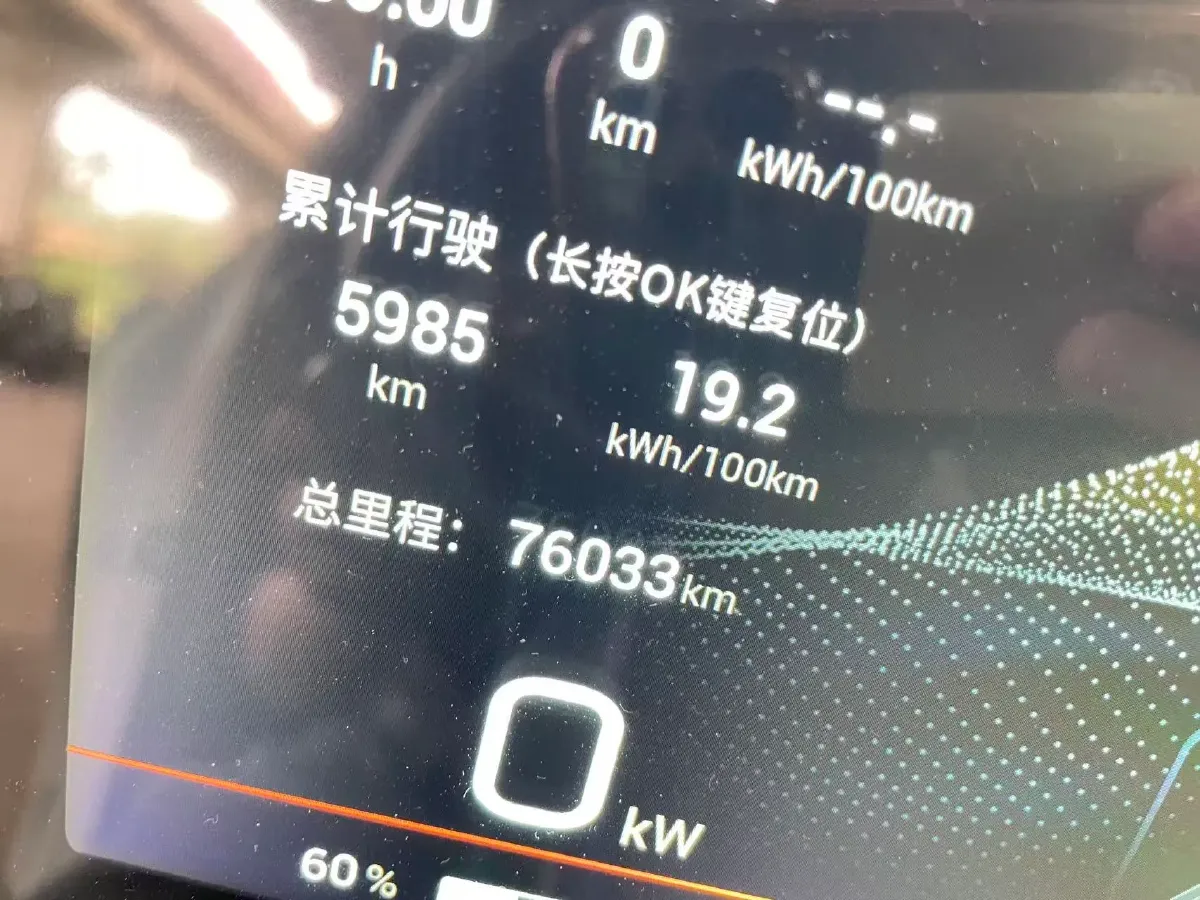 h
0
km
--.-
kWh/100km
累计行驶（长按OK键复位）
5985
km
19.2
kWh/100km
总里程： 76033km
0 kW
60 %